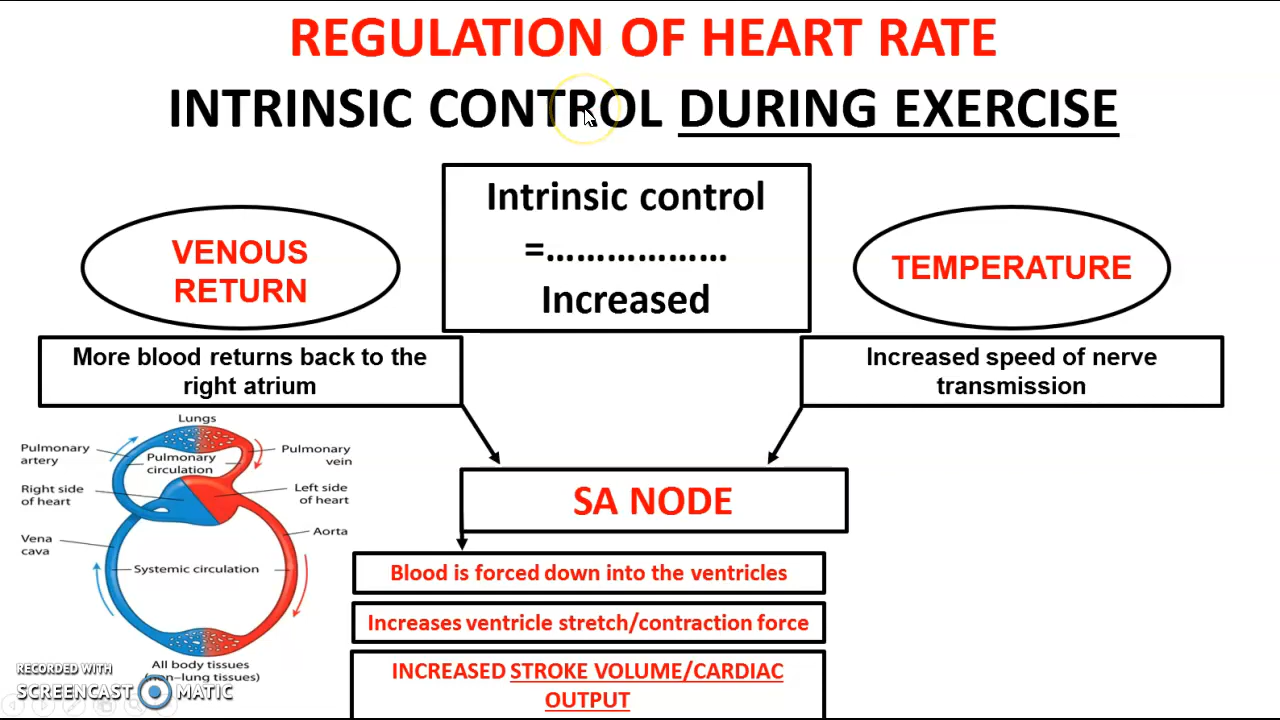 REGULATION OF HEART RATE
INTRINSIC CONTROL DURING EXERCISE
Intrinsic control
=..................
Increased
VENOUS
RETURN
TEMPERATURE
More blood returns back to the
right atrium
Increased speed of nerve
transmission
Lungs
Pulmonary
artery
Pulmonary
circulation
Pulmonary
vein
Right side
of heart
Left side
of heart
Vena
cava
Aorta
Systemic circulation
All body tissues
(non-lung tissues)
SA NODE
Blood is forced down into the ventricles
Increases ventricle stretch/contraction force
INCREASED STROKE VOLUME/CARDIAC
OUTPUT
RECORDED WITH
SCREENCAST MATIC